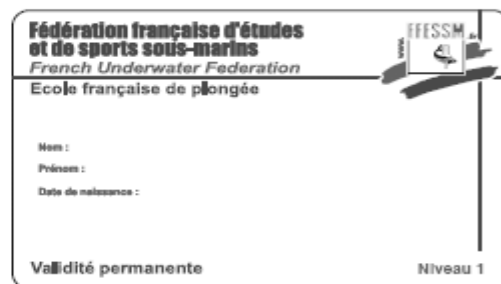 Fédération française d'études
et de sports sous-marins
French Underwater Federation
Ecole française de plongée
FFESSM
www.
Nom :
Prénom :
Date de naissance :
Validité permanente
Niveau 1